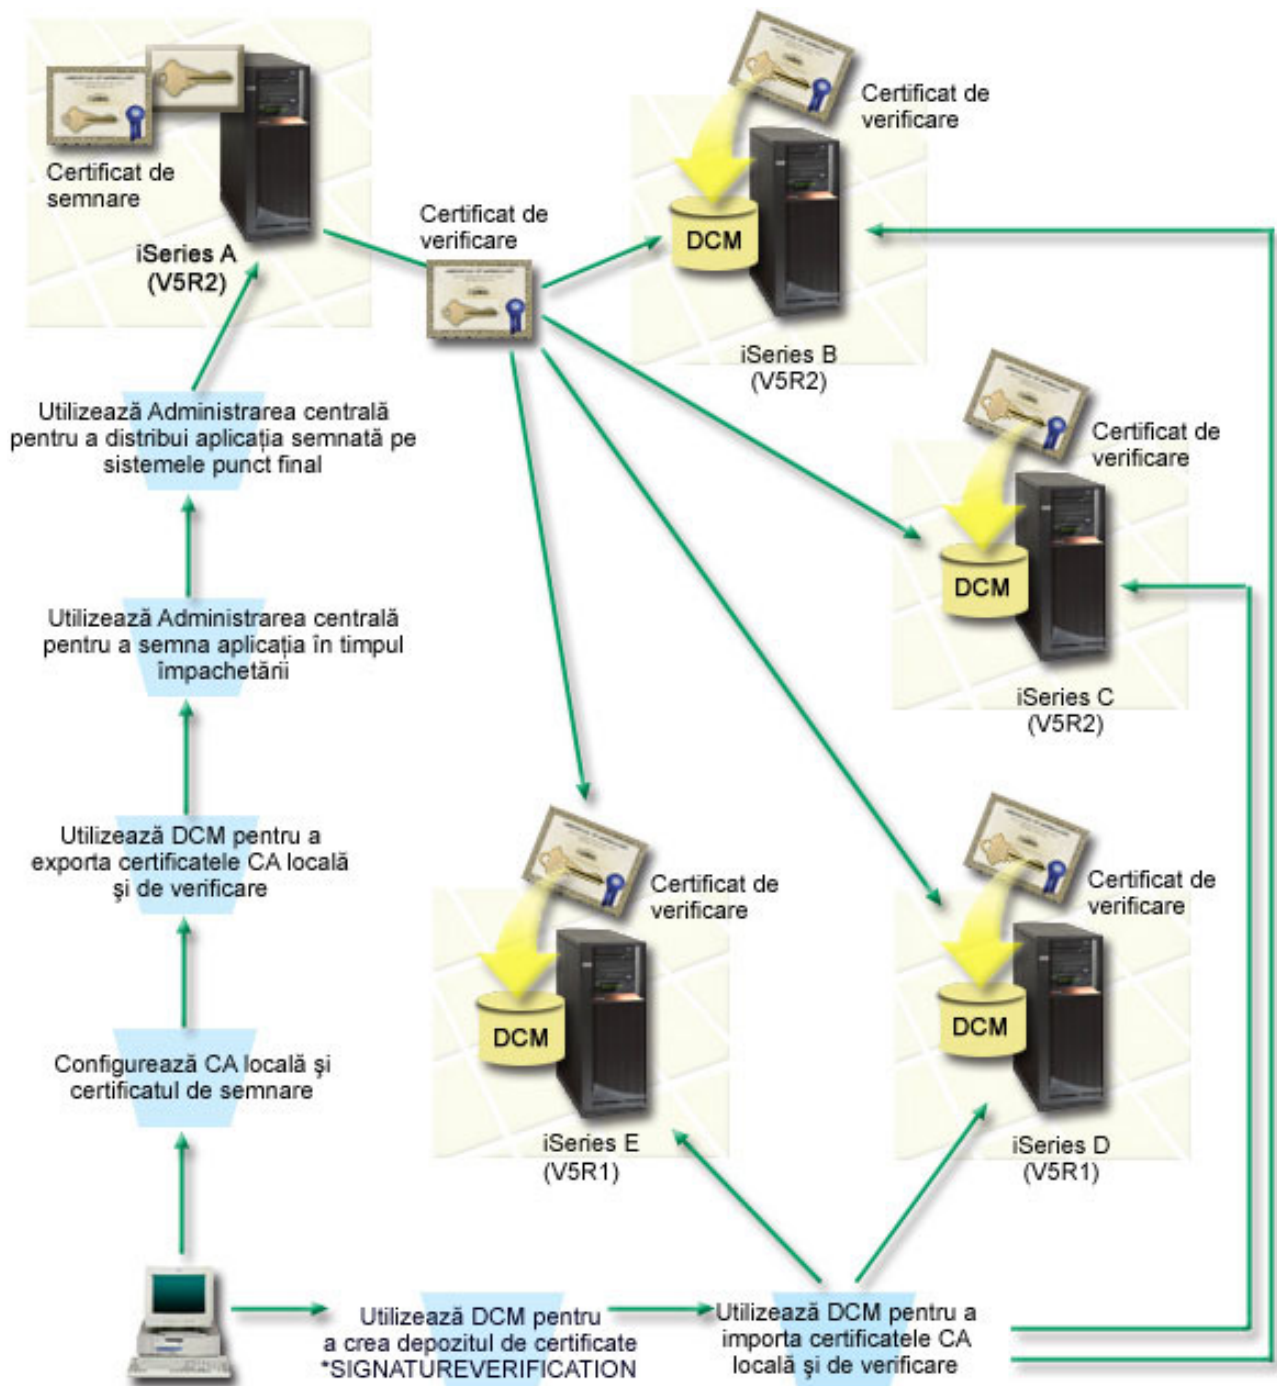 Certificat de
semnare
iSeries A
(V5R2)
Certificat de
verificare
Certificat de
verificare
DCM
iSeries B
(V5R2)
Certificat de
verificare
DCM
iSeries C
(V5R2)
Utilizează Administrarea centrală
pentru a distribui aplicația semnată pe
sistemele punct final
Utilizează Administrarea centrală
pentru a semna aplicația în timpul
împachetării
Utilizează DCM pentru a
exporta certificatele CA locală
şi de verificare
Configurează CA locală şi
certificatul de semnare
Certificat de
verificare
DCM
iSeries E
(V5R1)
Certificat de
verificare
DCM
iSeries D
(V5R1)
Utilizează DCM pentru
a crea depozitul de certificate
*SIGNATUREVERIFICATION
Utilizează DCM pentru a
importa certificatele CA
locală şi de verificare